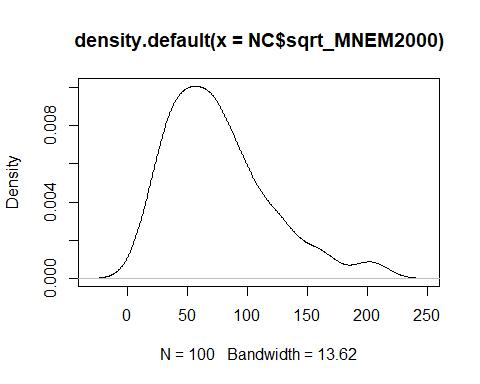 density.default(x = NC$sqrt_MNEM2000)
Density
0.008
0.004
0.000
0 50 100 150 200 250
N = 100 Bandwidth = 13.62